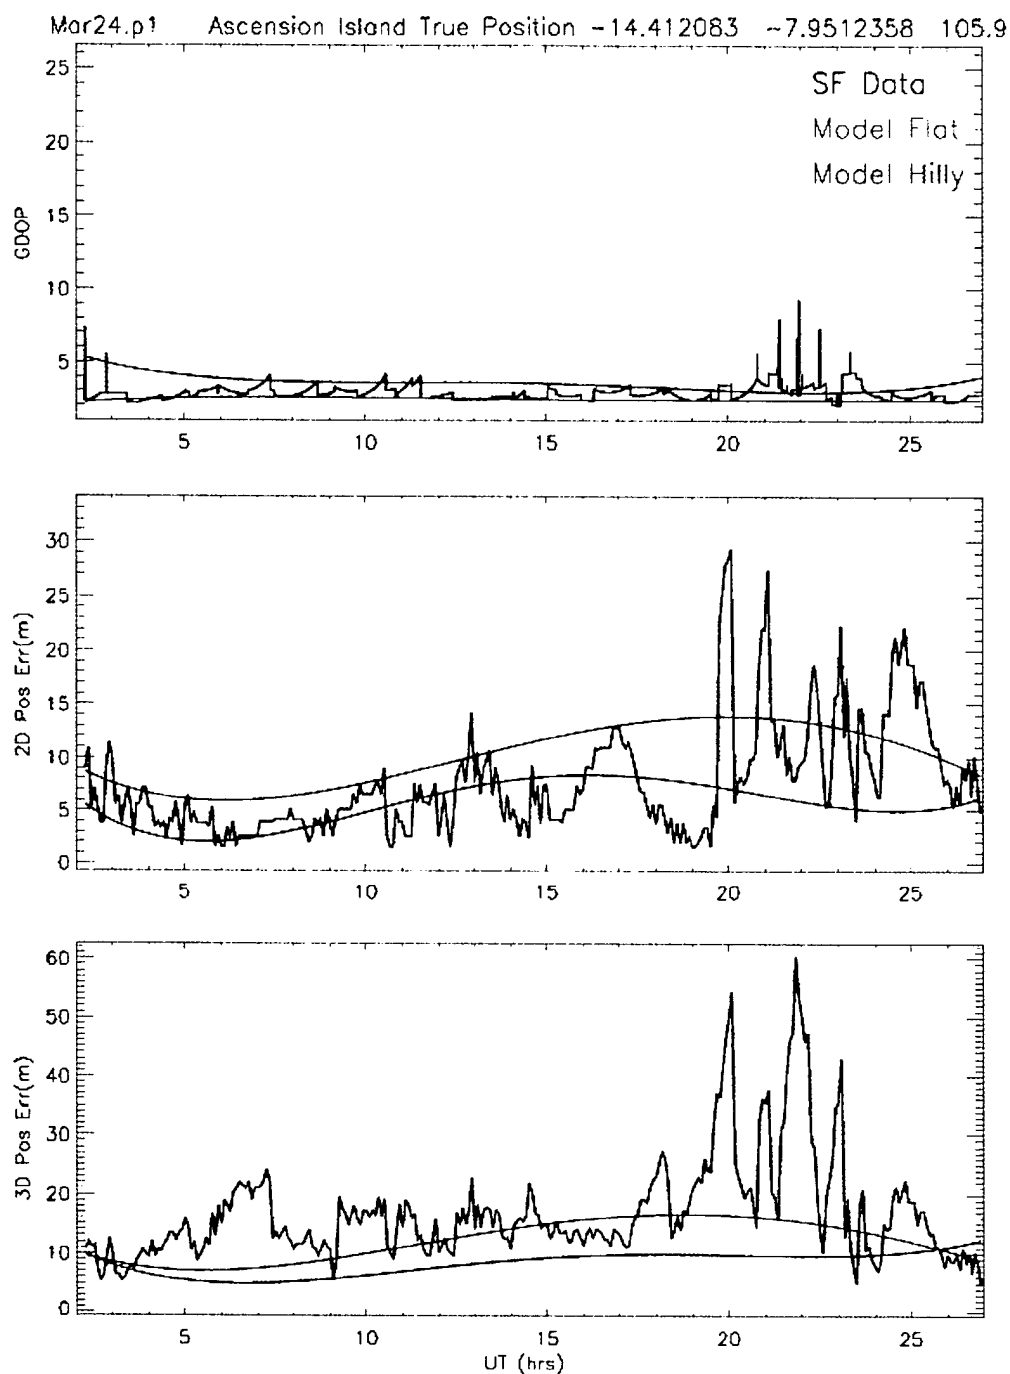 Mar24.p1 Ascension Island True Position -14.412083 -7.9512358 105.9
SF Data
Model Flat
Model Hilly
GDOP
25
20
15
10
5
5 10 15 20 25
2D Pos Err(m)
30
25
20
15
10
5
0
5 10 15 20 25
3D Pos Err(m)
60
50
40
30
20
10
0
5 10 15 20 25
UT (hrs)